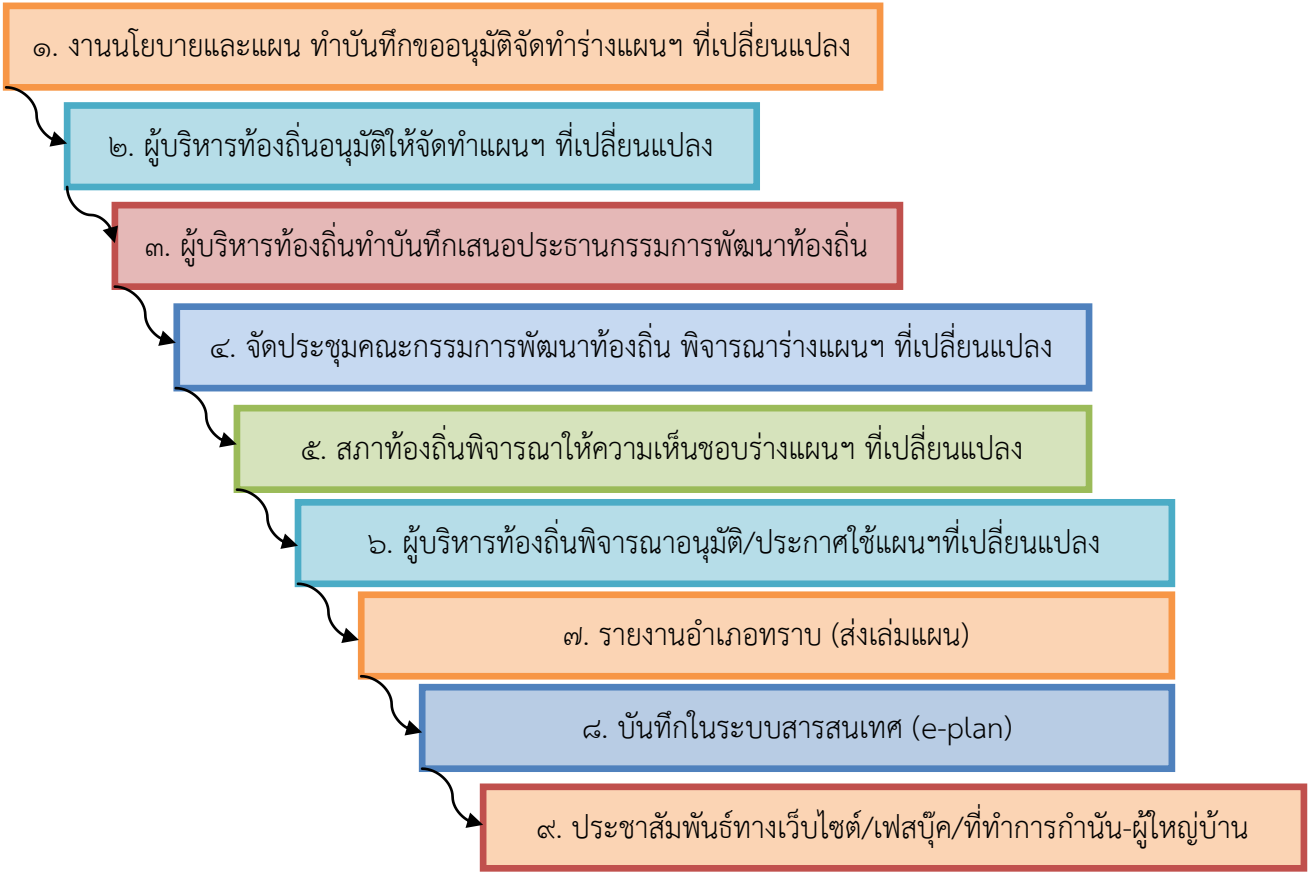 ๑. งานนโยบายและแผน ทำบันทึกขออนุมัติจัดทำร่างแผนฯ ที่เปลี่ยนแปลง
๒. ผู้บริหารท้องถิ่นอนุมัติให้จัดทำแผนฯ ที่เปลี่ยนแปลง
๓. ผู้บริหารท้องถิ่นทำบันทึกเสนอประธานกรรมการพัฒนาท้องถิ่น
๔. จัดประชุมคณะกรรมการพัฒนาท้องถิ่น พิจารณาร่างแผนฯ ที่เปลี่ยนแปลง
๕. สภาท้องถิ่นพิจารณาให้ความเห็นชอบร่างแผนฯ ที่เปลี่ยนแปลง
๖. ผู้บริหารท้องถิ่นพิจารณาอนุมัติ/ประกาศใช้แผนฯที่เปลี่ยนแปลง
๗. รายงานอำเภอทราบ (ส่งเล่มแผน)
๘. บันทึกในระบบสารสนเทศ (e-plan)
๙. ประชาสัมพันธ์ทางเว็บไซต์/เฟสบุ๊ค/ที่ทำการกำนัน-ผู้ใหญ่บ้าน